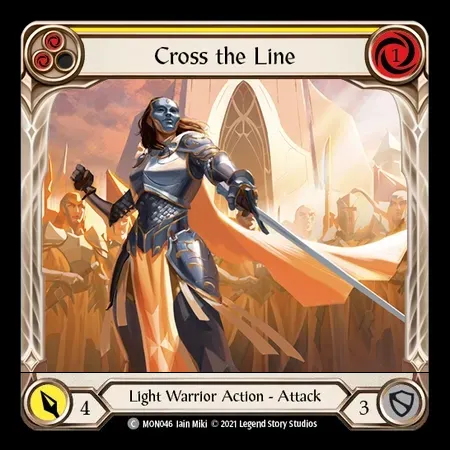 Cross the Line
1
4
Light Warrior Action - Attack
3
C MON046 Iain Miki © 2021 Legend Story Studios